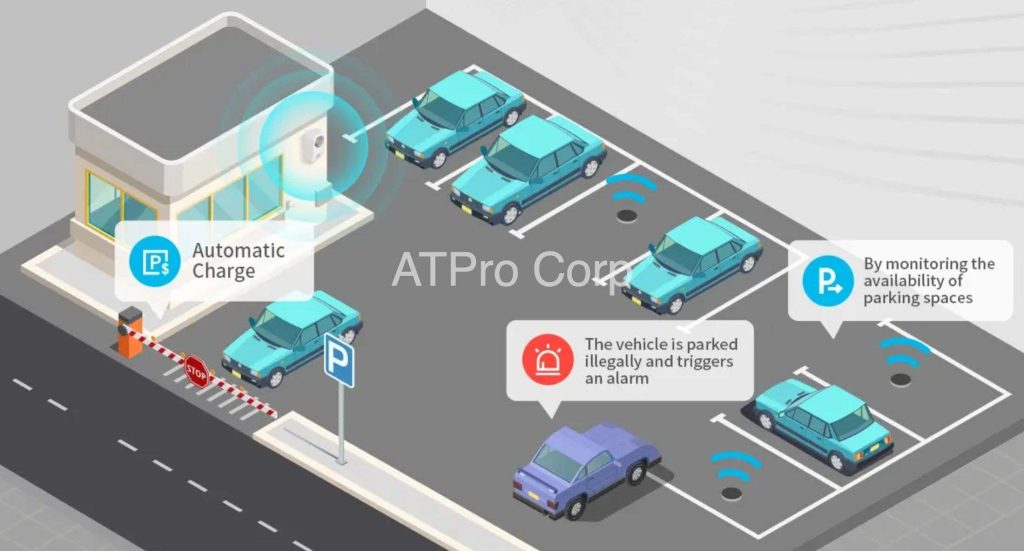 Automatic
Charge
ATPro Corp
By monitoring the
availability of
parking spaces
The vehicle is parked
illegally and triggers
an alarm
STOP
P
P$
P